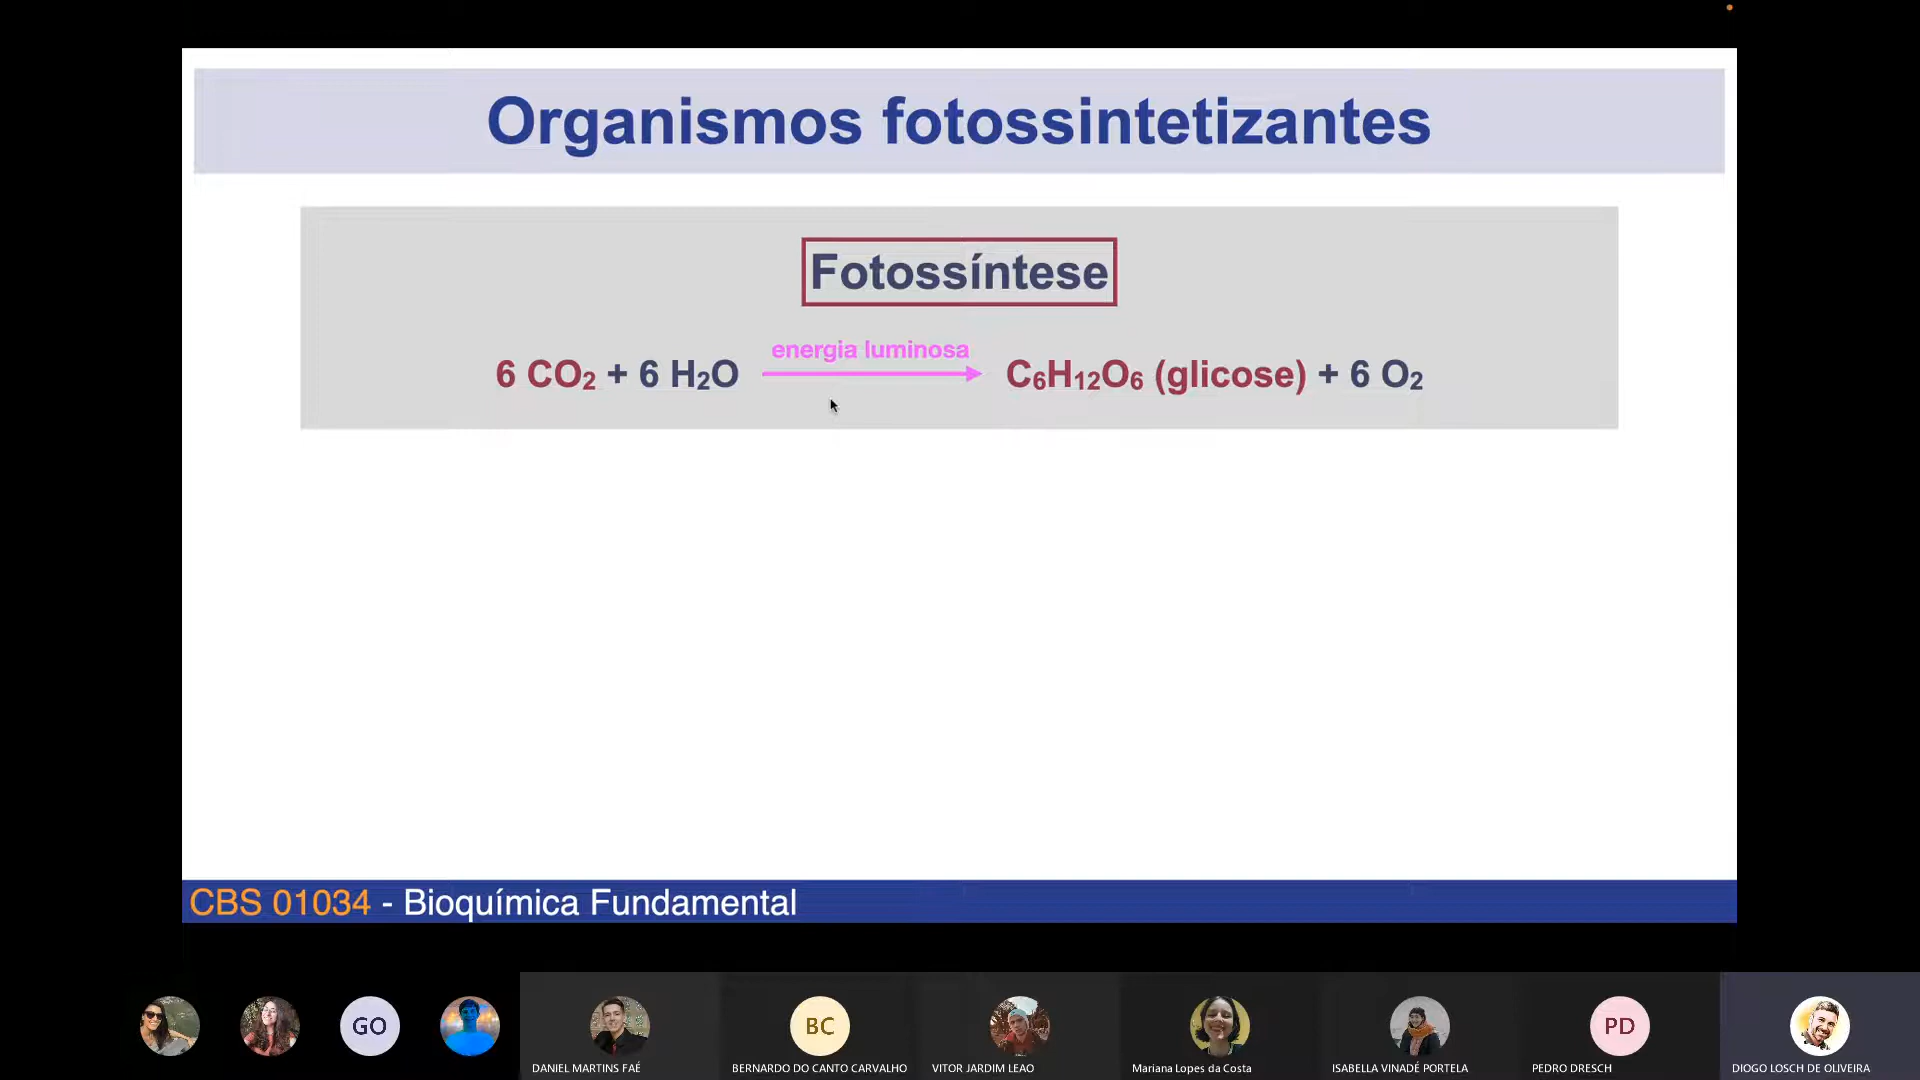 Organismos fotossintetizantes
Fotossíntese
energia luminosa
6 CO₂ + 6 H₂O C₆H₁₂O₆ (glicose) + 6 O₂
CBS 01034 - Bioquímica Fundamental
GO BC PD
DANIEL MARTINS FAÉ BERNARDO DO CANTO CARVALHO VITOR JARDIM LEAO Mariana Lopes da Costa ISABELLA VINADÉ PORTELA PEDRO DRESCH DIOGO LOSCH DE OLIVEIRA